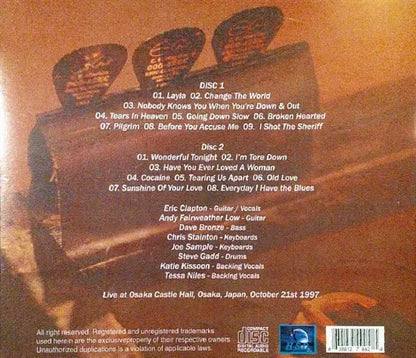 DISC 1
01. Layla 02. Change The World
03. Nobody Knows You When You're Down & Out
04. Tears In Heaven 05. Going Down Slow 06. Broken Hearted
07. Pilgrim 08. Before You Accuse Me 09. I Shot The Sheriff
Disc 2
01. Wonderful Tonight 02. I'm Tore Down
03. Have You Ever Loved A Woman
04. Cocaine 05. Tearing Us Apart 06. Old Love
07. Sunshine Of Your Love 08. Everyday I Have the Blues
Eric Clapton - Guitar / Vocals
Andy Fairweather Low - Guitar
Dave Bronze - Bass
Chris Stainton - Keyboards
Joe Sample - Keyboards
Steve Gadd - Drums
Katie Kissoon - Backing Vocals
Tessa Niles - Backing Vocals
Live at Osaka Castle Hall, Osaka, Japan, October 21st 1997
All right reserved. Registered and unregistered trademarks
used herein are the exclusiveproperty of their respective owners
Unauthorized duplications is a violation of applicable laws.
COMPACT
disc
DIGITAL AUDIO
RECORDABLE